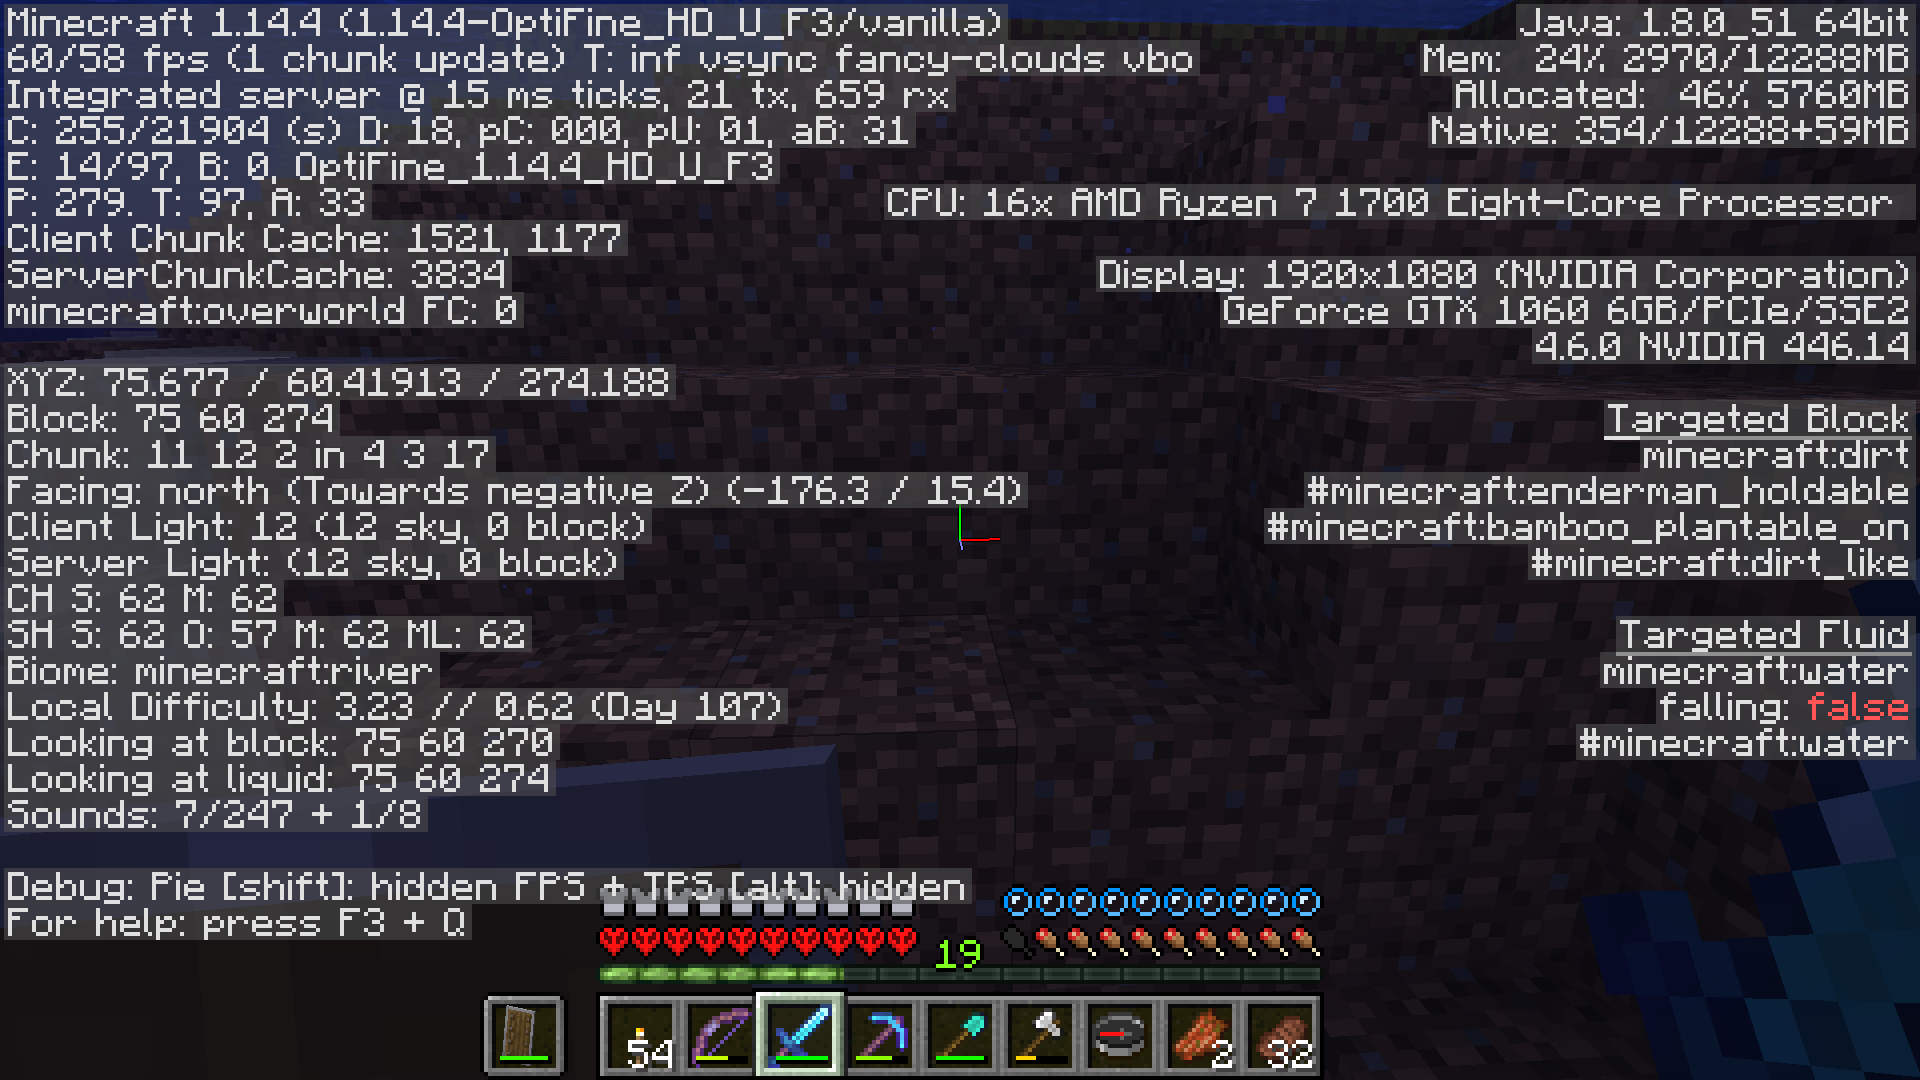 Minecraft 1.14.4 (1.14.4-OptiFine_HD_U_F3/vanilla)
60/58 fps (1 chunk update) T: inf vsync fancy-clouds vbo
Integrated server @ 15 ms ticks, 21 tx, 659 rx
C: 255/21904 (s) D: 18, pC: 000, pU: 01, aB: 31
E: 14/97, B: 0, OptiFine_1.14.4_HD_U_F3
P: 279. T: 97, A: 33
Client Chunk Cache: 1521, 1177
ServerChunkCache: 3834
minecraft:overworld FC: 0
XYZ: 75.677 / 60.41913 / 274.188
Block: 75 60 274
Chunk: 11 12 2 in 4 3 17
Facing: north (Towards negative Z) (-176.3 / 15.4)
Client Light: 12 (12 sky, 0 block)
Server Light: (12 sky, 0 block)
CH S: 62 M: 62
SH S: 62 O: 57 M: 62 ML: 62
Biome: minecraft:river
Local Difficulty: 3.23 // 0.62 (Day 107)
Looking at block: 75 60 270
Looking at liquid: 75 60 274
Sounds: 7/247 + 1/8
Debug: Pie [shift]: hidden FPS + TPS [alt]: hidden
For help: press F3 + Q
Java: 1.8.0_51 64bit
Mem: 24% 2970/12288MB
Allocated: 46% 5760MB
Native: 354/12288+59MB
CPU: 16x AMD Ryzen 7 1700 Eight-Core Processor
Display: 1920x1080 (NVIDIA Corporation)
GeForce GTX 1060 6GB/PCIe/SSE2
4.6.0 NVIDIA 446.14
Targeted Block
minecraft:dirt
#minecraft:enderman_holdable
#minecraft:bamboo_plantable_on
#minecraft:dirt_like
Targeted Fluid
minecraft:water
falling: false
#minecraft:water
19
54
2
32